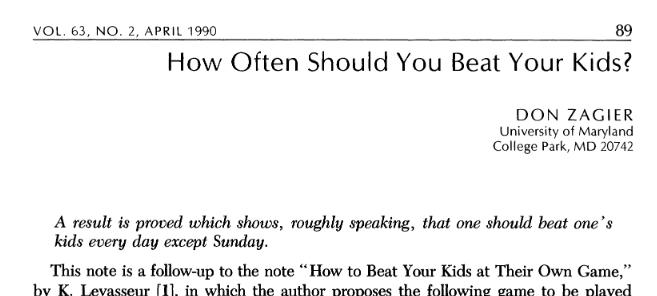 VOL. 63, NO. 2, APRIL 1990 89
How Often Should You Beat Your Kids?
DON ZAGIER
University of Maryland
College Park, MD 20742
A result is proved which shows, roughly speaking, that one should beat one's
kids every day except Sunday.
This note is a follow-up to the note "How to Beat Your Kids at Their Own Game,"
by K. Levasseur [1], in which the author proposes the following game to be played